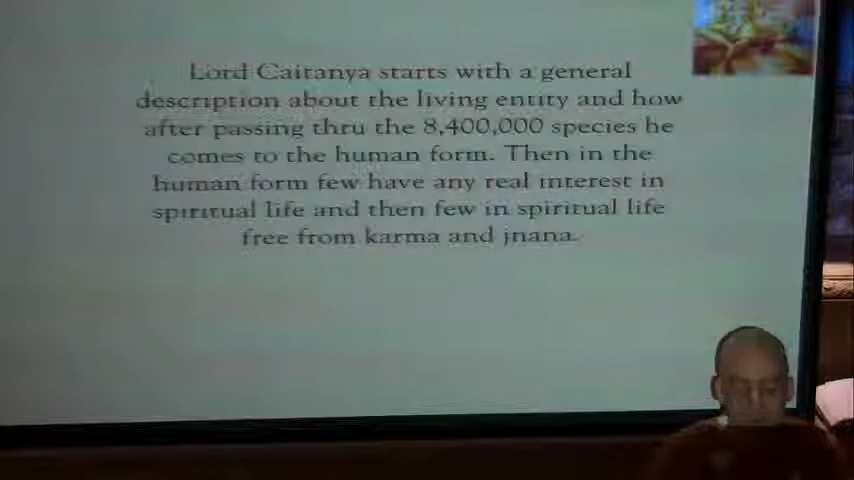 Lord Caitanya starts with a general
description about the living entity and how
after passing thru the 8,400,000 species he
comes to the human form. Then in the
human form few have any real interest in
spiritual life and then few in spiritual life
free from karma and jnana.